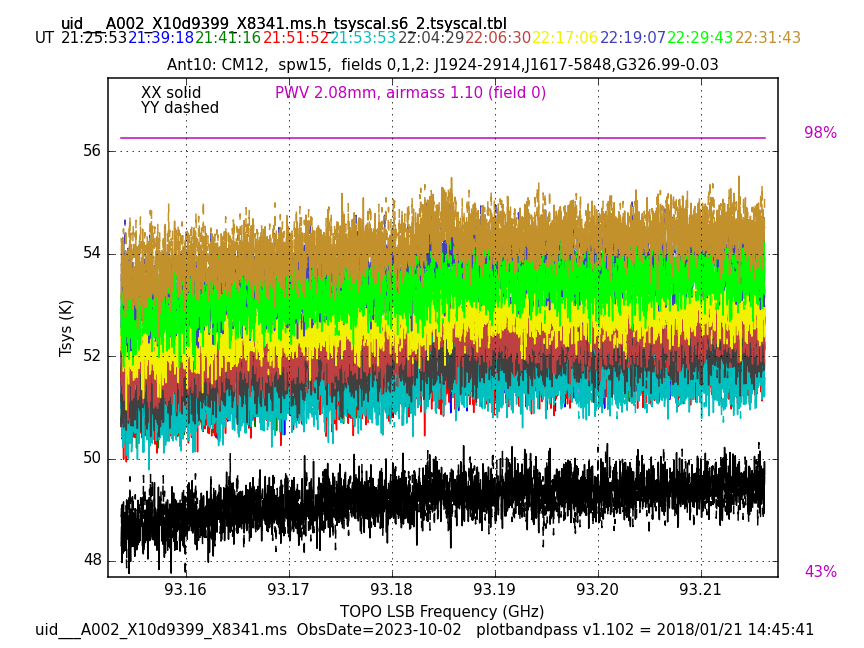 uid___A002_X10d9399_X8341.ms.h_tsyscal.s6_2.tsyscal.tbl
UT 21:25:53 21:39:18 21:41:16 21:51:52 21:53:53 22:04:29 22:06:30 22:17:06 22:19:07 22:29:43 22:31:43
Ant10: CM12,  spw15,  fields 0,1,2: J1924-2914,J1617-5848,G326.99-0.03
XX solid PWV 2.08mm, airmass 1.10 (field 0)
YY dashed
98%
56
54
Tsys (K)
52
50
48
43%
93.16 93.17 93.18 93.19 93.20 93.21
TOPO LSB Frequency (GHz)
uid___A002_X10d9399_X8341.ms  ObsDate=2023-10-02   plotbandpass v1.102 = 2018/01/21 14:45:41